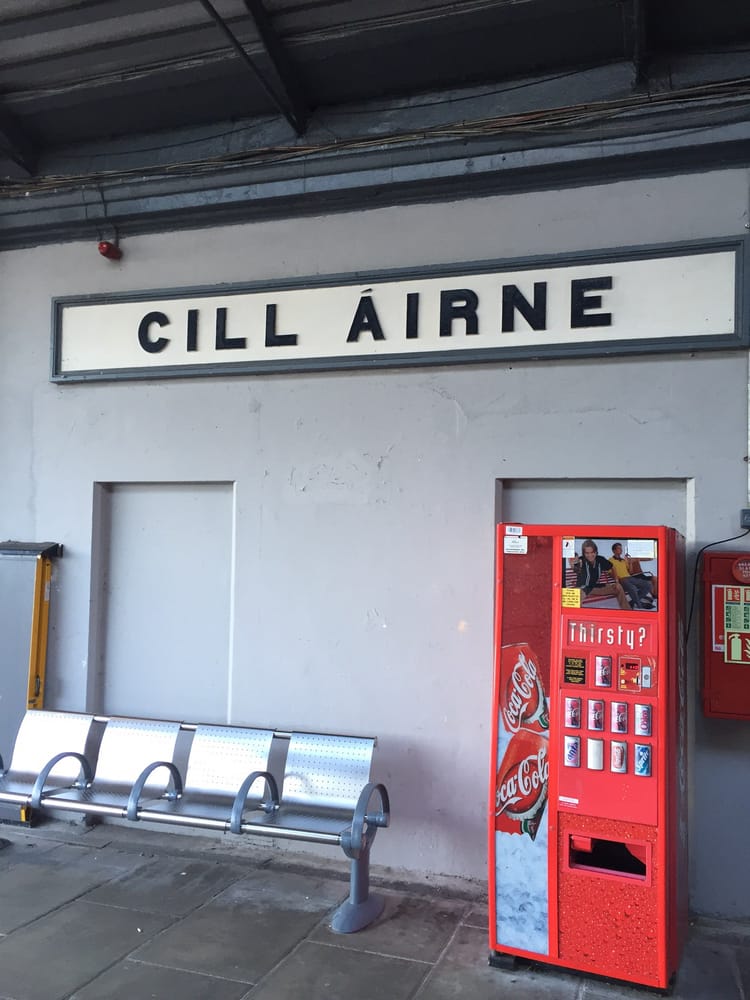 CILL ÁIRNE
Thirsty?
Coca-Cola
Coca-Cola